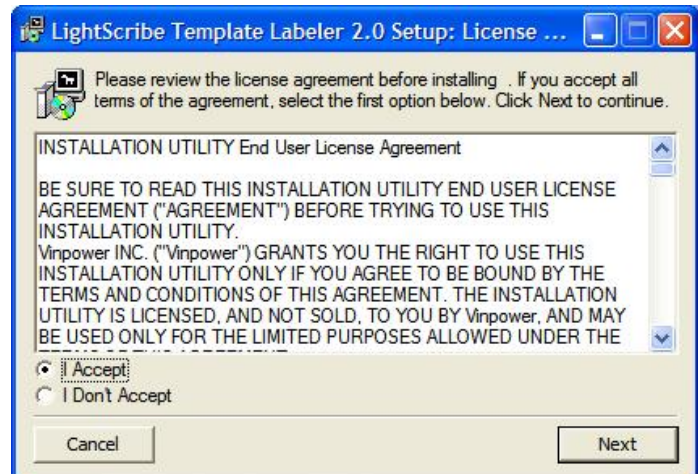 LightScribe Template Labeler 2.0 Setup: License ...
Please review the license agreement before installing . If you accept all
terms of the agreement, select the first option below. Click Next to continue.
INSTALLATION UTILITY End User License Agreement
BE SURE TO READ THIS INSTALLATION UTILITY END USER LICENSE
AGREEMENT ("AGREEMENT") BEFORE TRYING TO USE THIS
INSTALLATION UTILITY.
Vinpower INC. ("Vinpower") GRANTS YOU THE RIGHT TO USE THIS
INSTALLATION UTILITY ONLY IF YOU AGREE TO BE BOUND BY THE
TERMS AND CONDITIONS OF THIS AGREEMENT. THE INSTALLATION
UTILITY IS LICENSED, AND NOT SOLD, TO YOU BY Vinpower, AND MAY
BE USED ONLY FOR THE LIMITED PURPOSES ALLOWED UNDER THE
I Accept
I Don't Accept
Cancel
Next